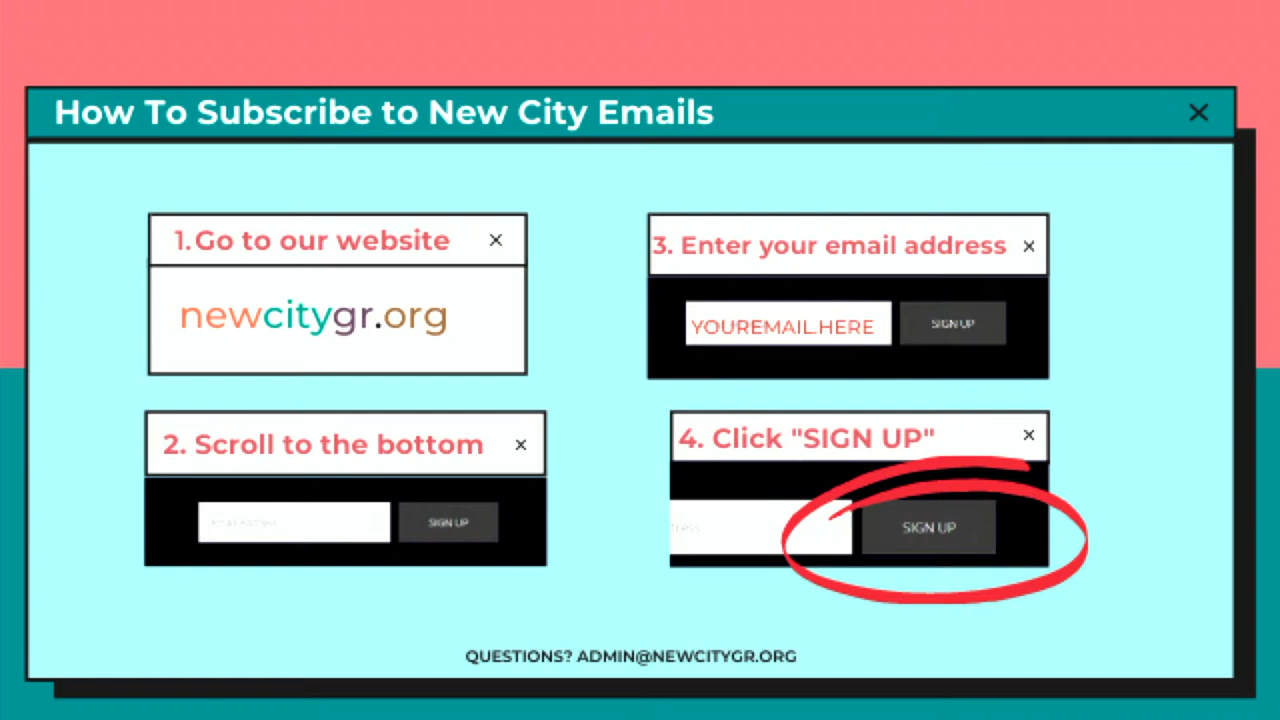 How To Subscribe to New City Emails
1. Go to our website
newcitygr.org
2. Scroll to the bottom
SIGN UP
3. Enter your email address
YOUREMAIL.HERE
SIGN UP
4. Click "SIGN UP"
SIGN UP
QUESTIONS? ADMIN@NEWCITYGR.ORG